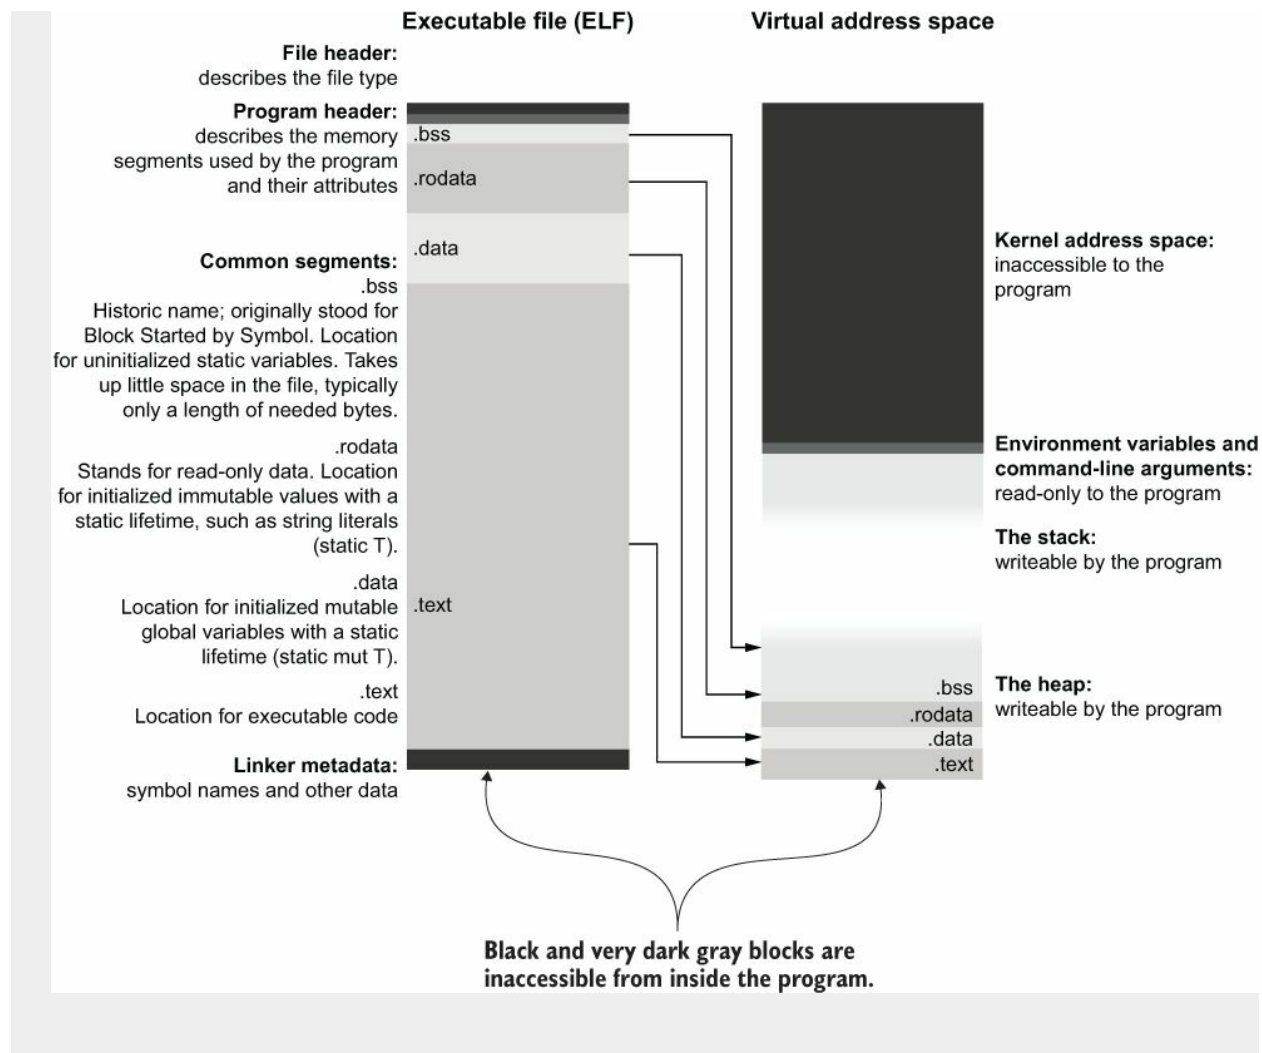 Executable file (ELF)
Virtual address space
File header:
describes the file type
Program header:
describes the memory
segments used by the program
and their attributes
Common segments:
.bss
Historic name; originally stood for
Block Started by Symbol. Location
for uninitialized static variables. Takes
up little space in the file, typically
only a length of needed bytes.
.rodata
Stands for read-only data. Location
for initialized immutable values with a
static lifetime, such as string literals
(static T).
.data
Location for initialized mutable
global variables with a static
lifetime (static mut T).
.text
Location for executable code
Linker metadata:
symbol names and other data
.bss
.rodata
.data
.text
.bss
.rodata
.data
.text
Kernel address space:
inaccessible to the
program
Environment variables and
command-line arguments:
read-only to the program
The stack:
writeable by the program
The heap:
writeable by the program
Black and very dark gray blocks are
inaccessible from inside the program.